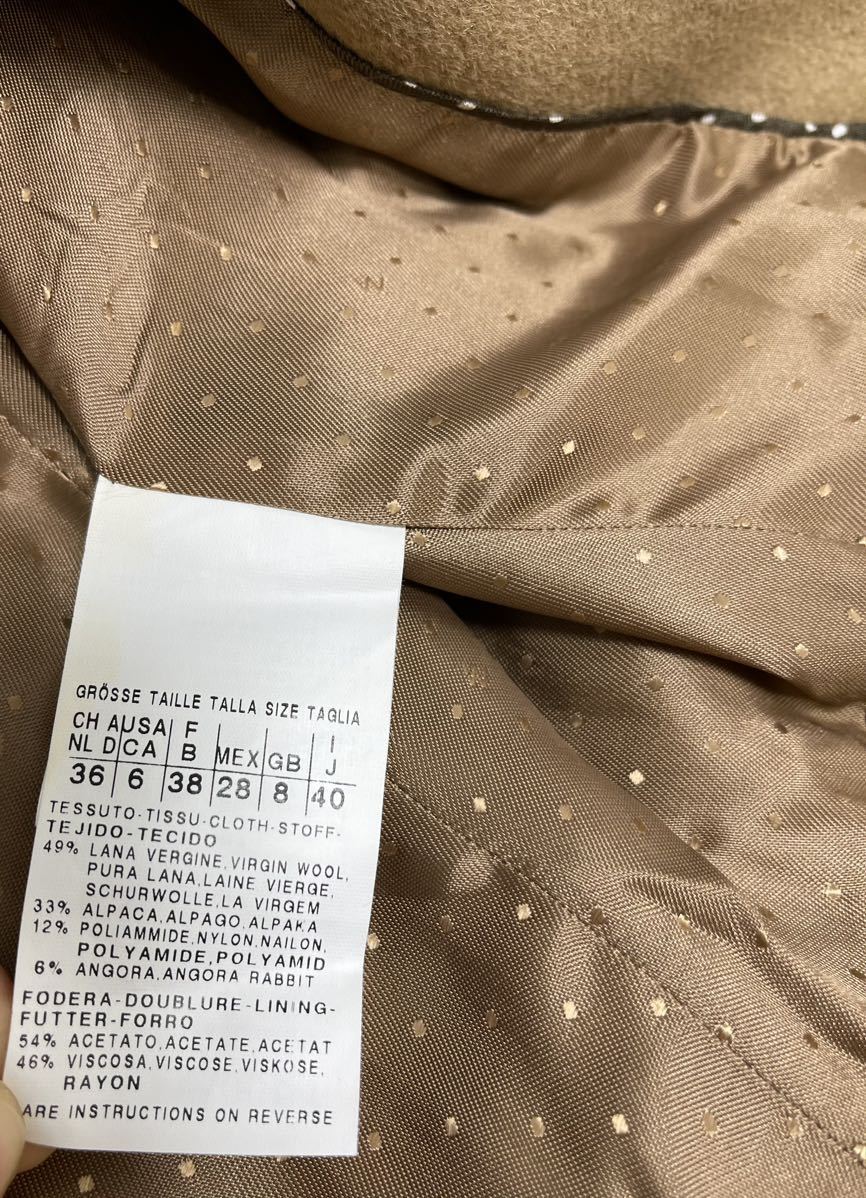 GRÖSSE TAILLE TALLA SIZE TAGLIA
CH A USA F I
NL D CA B MEX GB J
36 6 38 28 8 40
TESSUTO-TISSU-CLOTH-STOFF-
TEJIDO-TECIDO
49% LANA VERGINE,VIRGIN WOOL,
PURA LANA,LAINE VIERGE,
SCHURWOLLE,LA VIRGEM
33% ALPACA,ALPAGO,ALPAKA
12% POLIAMMIDE,NYLON,NAILON,
POLYAMIDE,POLYAMID
6% ANGORA,ANGORA RABBIT
FODERA-DOUBLURE-LINING-
FUTTER-FORRO
54% ACETATO,ACETATE,ACETAT
46% VISCOSA,VISCOSE,VISKOSE,
RAYON
ARE INSTRUCTIONS ON REVERSE